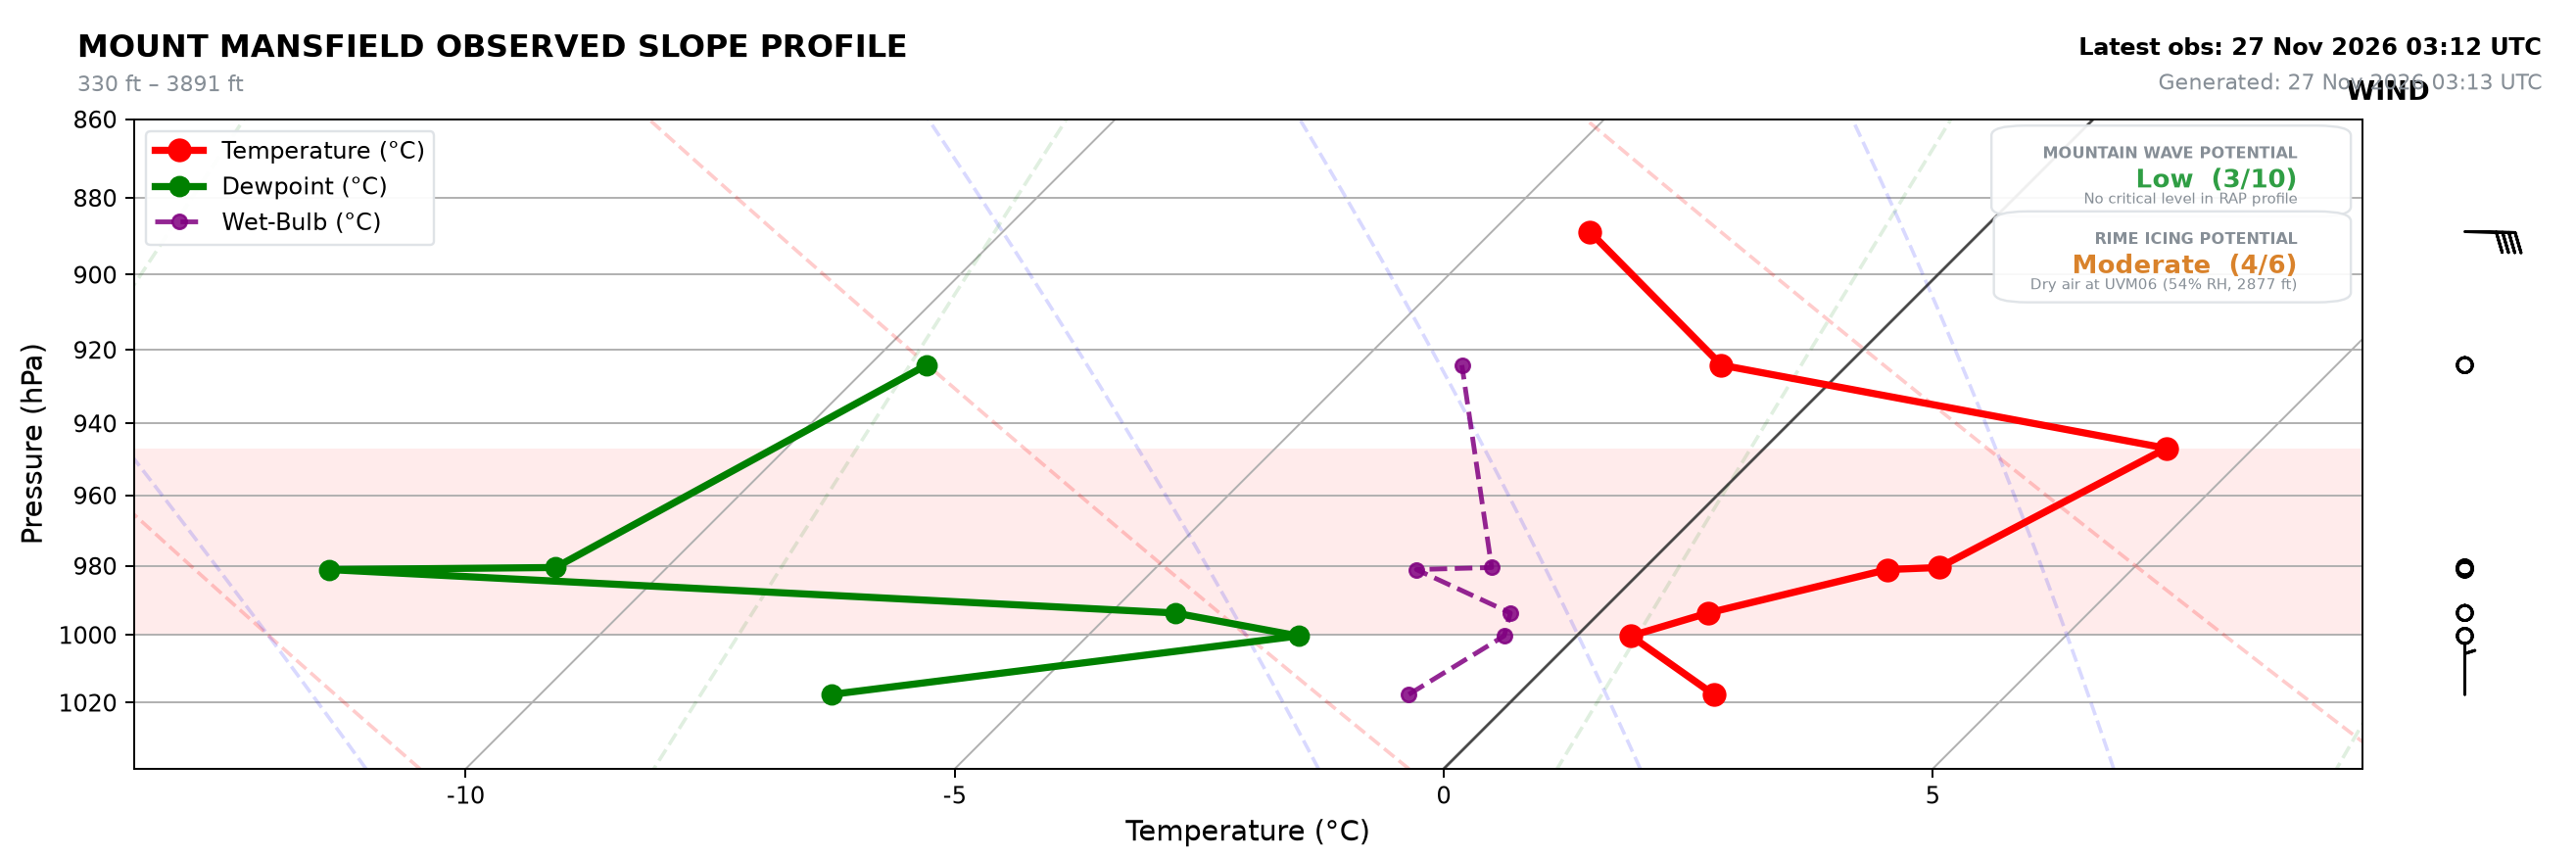 MOUNT MANSFIELD OBSERVED SLOPE PROFILE
330 ft – 3891 ft
Latest obs: 27 Nov 2026 03:12 UTC
Generated: 27 Nov 2026 03:13 UTC
WIND
Temperature (°C)
Dewpoint (°C)
Wet-Bulb (°C)
MOUNTAIN WAVE POTENTIAL
Low (3/10)
No critical level in RAP profile
RIME ICING POTENTIAL
Moderate (4/6)
Dry air at UVM06 (54% RH, 2877 ft)
Pressure (hPa)
860
880
900
920
940
960
980
1000
1020
-10
-5
0
5
Temperature (°C)